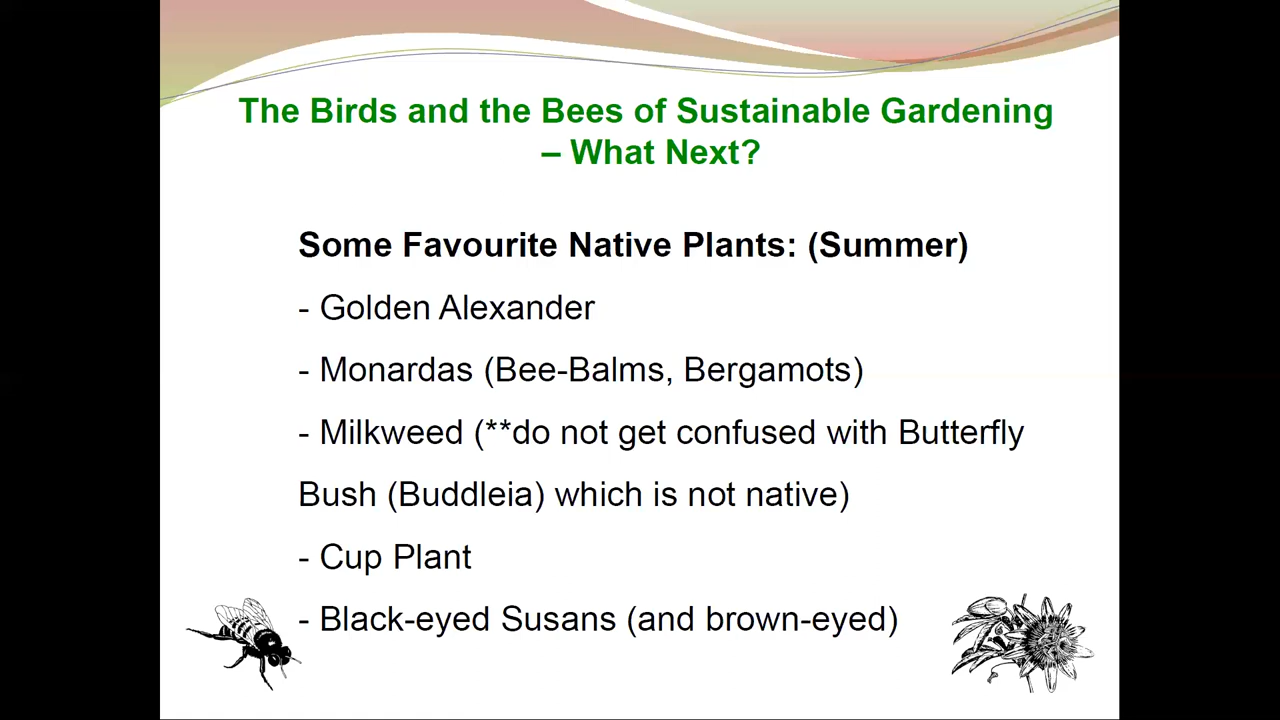 The Birds and the Bees of Sustainable Gardening
– What Next?
Some Favourite Native Plants: (Summer)
- Golden Alexander
- Monardas (Bee-Balms, Bergamots)
- Milkweed (**do not get confused with Butterfly
Bush (Buddleia) which is not native)
- Cup Plant
- Black-eyed Susans (and brown-eyed)